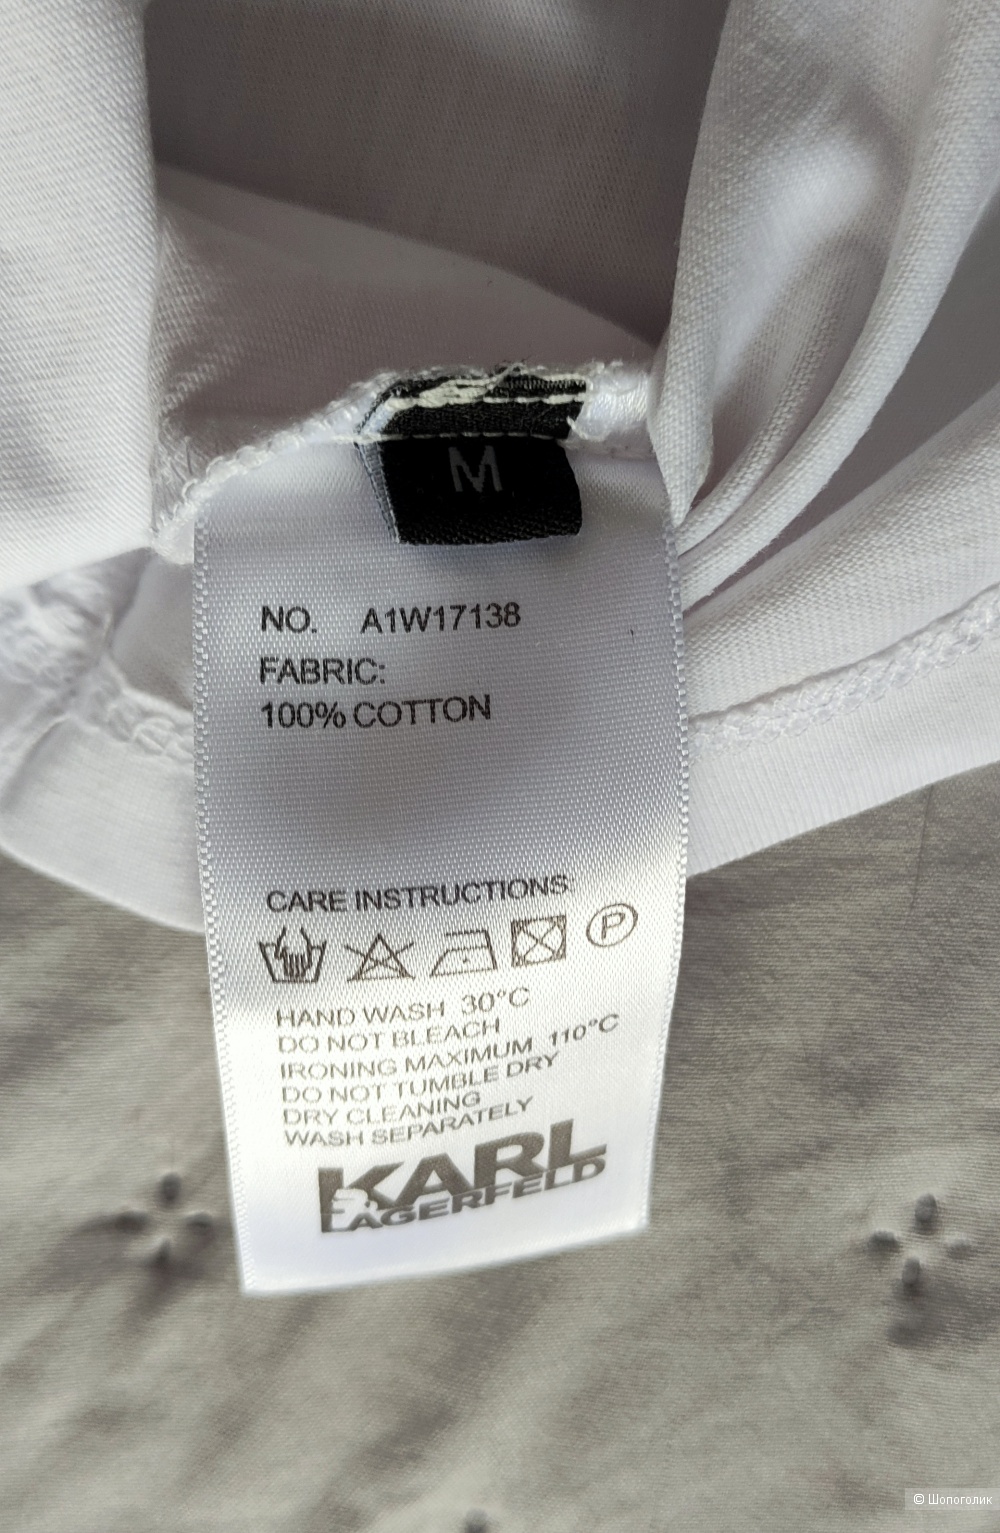 M
NO. A1W17138
FABRIC:
100% COTTON
CARE INSTRUCTIONS
P
HAND WASH 30°C
DO NOT BLEACH
IRONING MAXIMUM 110°C
DO NOT TUMBLE DRY
DRY CLEANING
WASH SEPARATELY
KARL
LAGERFELD
© Шопоголик